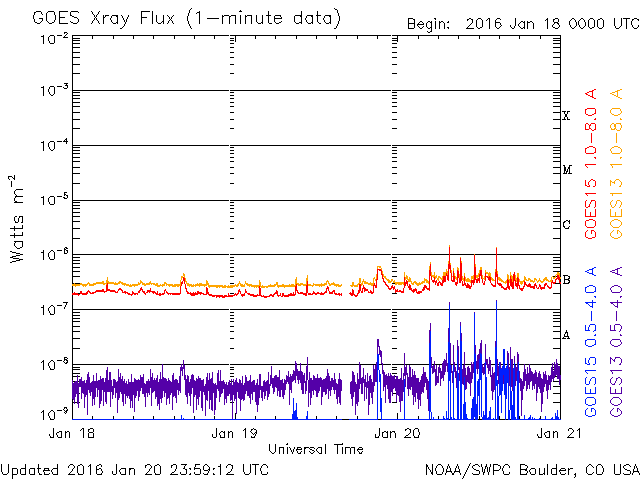 GOES Xray Flux (1-minute data)
Begin: 2016 Jan 18 0000 UTC
10-2
10-3
10-4
10-5
10-6
10-7
10-8
10-9
Watts m-2
X
M
C
B
A
GOES15 1.0-8.0 A
GOES13 1.0-8.0 A
GOES15 0.5-4.0 A
GOES13 0.5-4.0 A
Jan 18
Jan 19
Jan 20
Jan 21
Universal Time
Updated 2016 Jan 20 23:59:12 UTC
NOAA/SWPC Boulder, CO USA